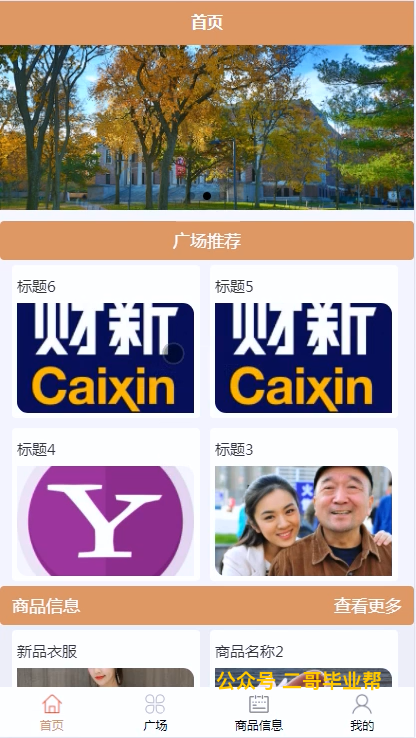 首页
广场推荐
标题6
标题5
财新
Caixin
财新
Caixin
标题4
标题3
Y
商品信息
查看更多
新品衣服
商品名称2
公众号 二哥毕业帮
首页
广场
商品信息
我的